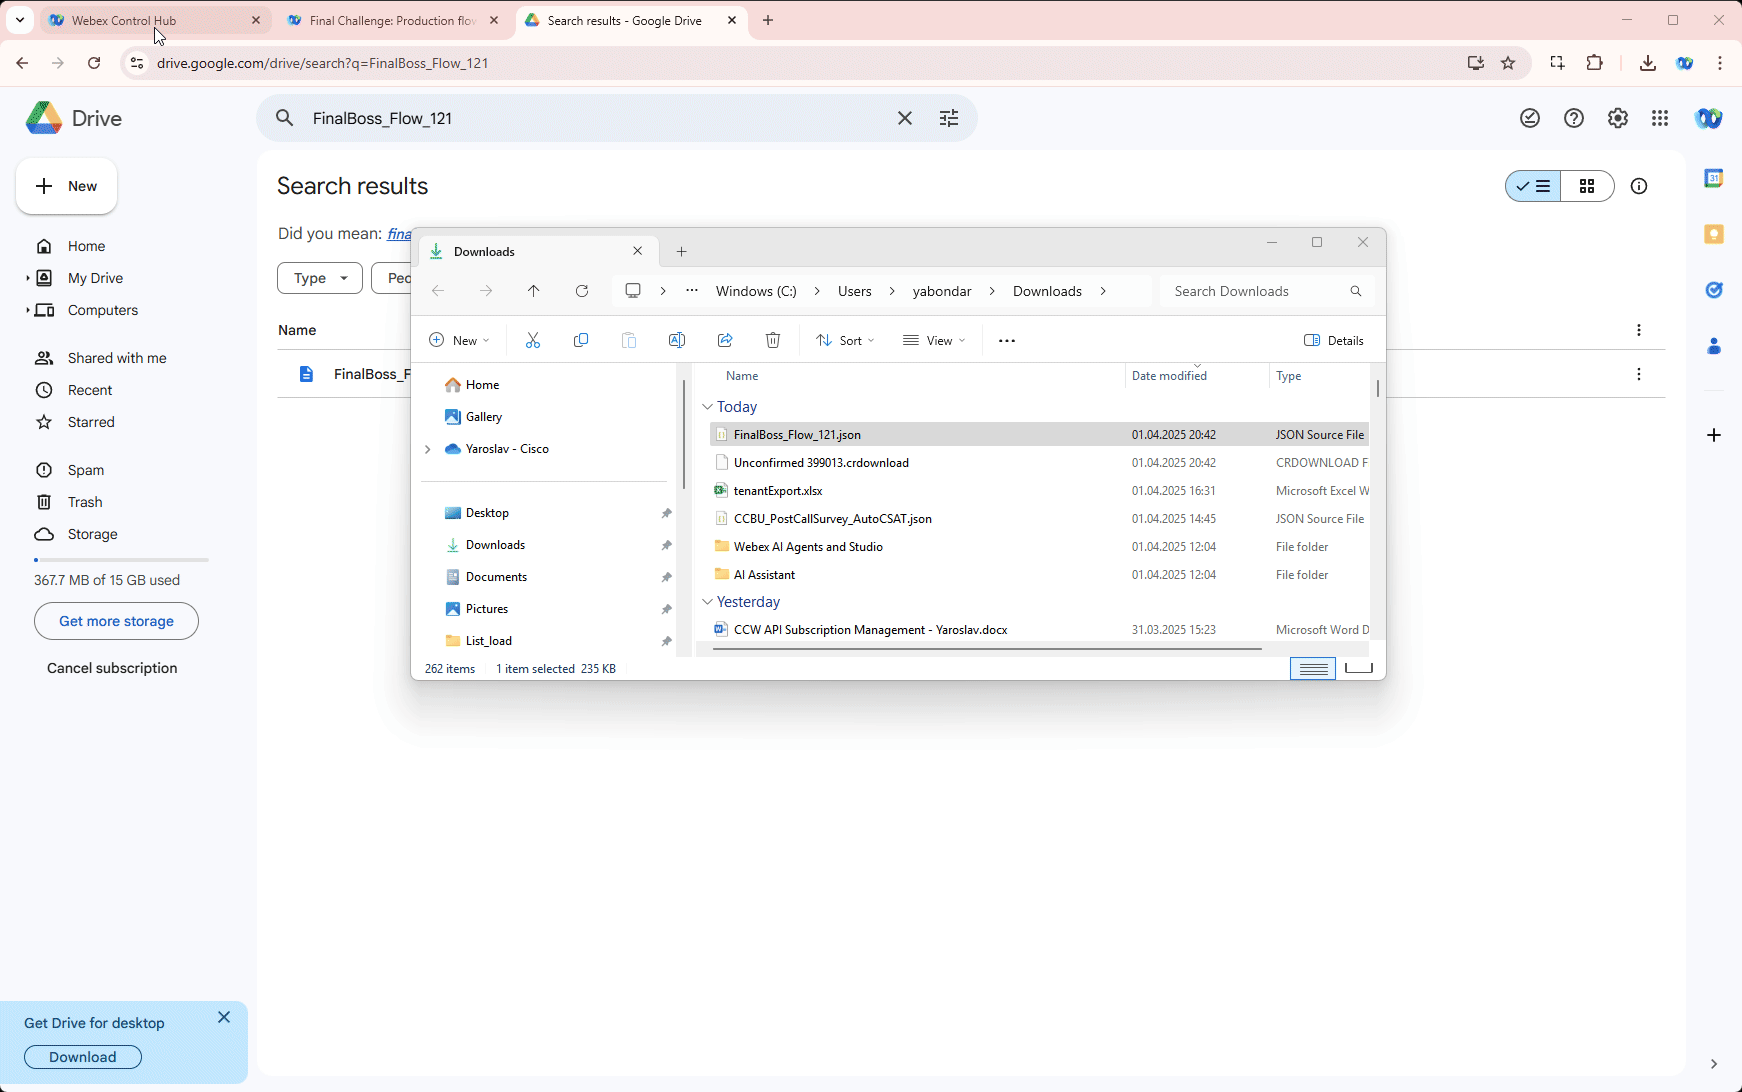 Webex Control Hub
Final Challenge: Production flow
Search results - Google Drive
drive.google.com/drive/search?q=FinalBoss_Flow_121
Drive
FinalBoss_Flow_121
New
Search results
31
Did you mean: fina
Home
My Drive
Computers
Type
Peo
Shared with me
Recent
Starred
Name
FinalBoss_F
Spam
Trash
Storage
367.7 MB of 15 GB used
Get more storage
Cancel subscription
Downloads
Windows (C:)
Users
yabondar
Downloads
Search Downloads
New
Sort
View
Details
Home
Gallery
Yaroslav - Cisco
Desktop
Downloads
Documents
Pictures
List_load
Name
Date modified
Type
Today
FinalBoss_Flow_121.json 01.04.2025 20:42 JSON Source File
Unconfirmed 399013.crdownload 01.04.2025 20:42 CRDOWNLOAD F
tenantExport.xlsx 01.04.2025 16:31 Microsoft Excel W
CCBU_PostCallSurvey_AutoCSAT.json 01.04.2025 14:45 JSON Source File
Webex AI Agents and Studio 01.04.2025 12:04 File folder
AI Assistant 01.04.2025 12:04 File folder
Yesterday
CCW API Subscription Management - Yaroslav.docx 31.03.2025 15:23 Microsoft Word D
262 items 1 item selected 235 KB
Get Drive for desktop
Download